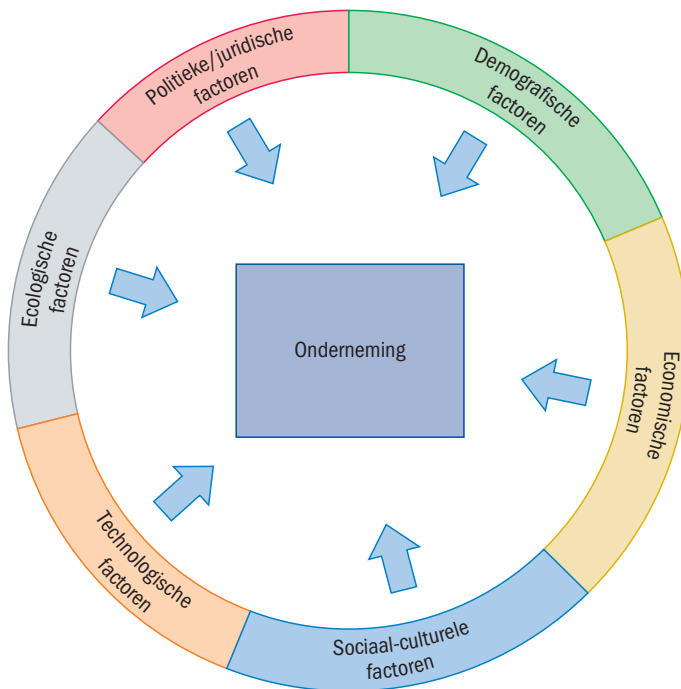 Politieke/juridische
factoren
Demografische
factoren
Ecologische
factoren
Onderneming
Economische
factoren
Technologische
factoren
Sociaal-culturele
factoren